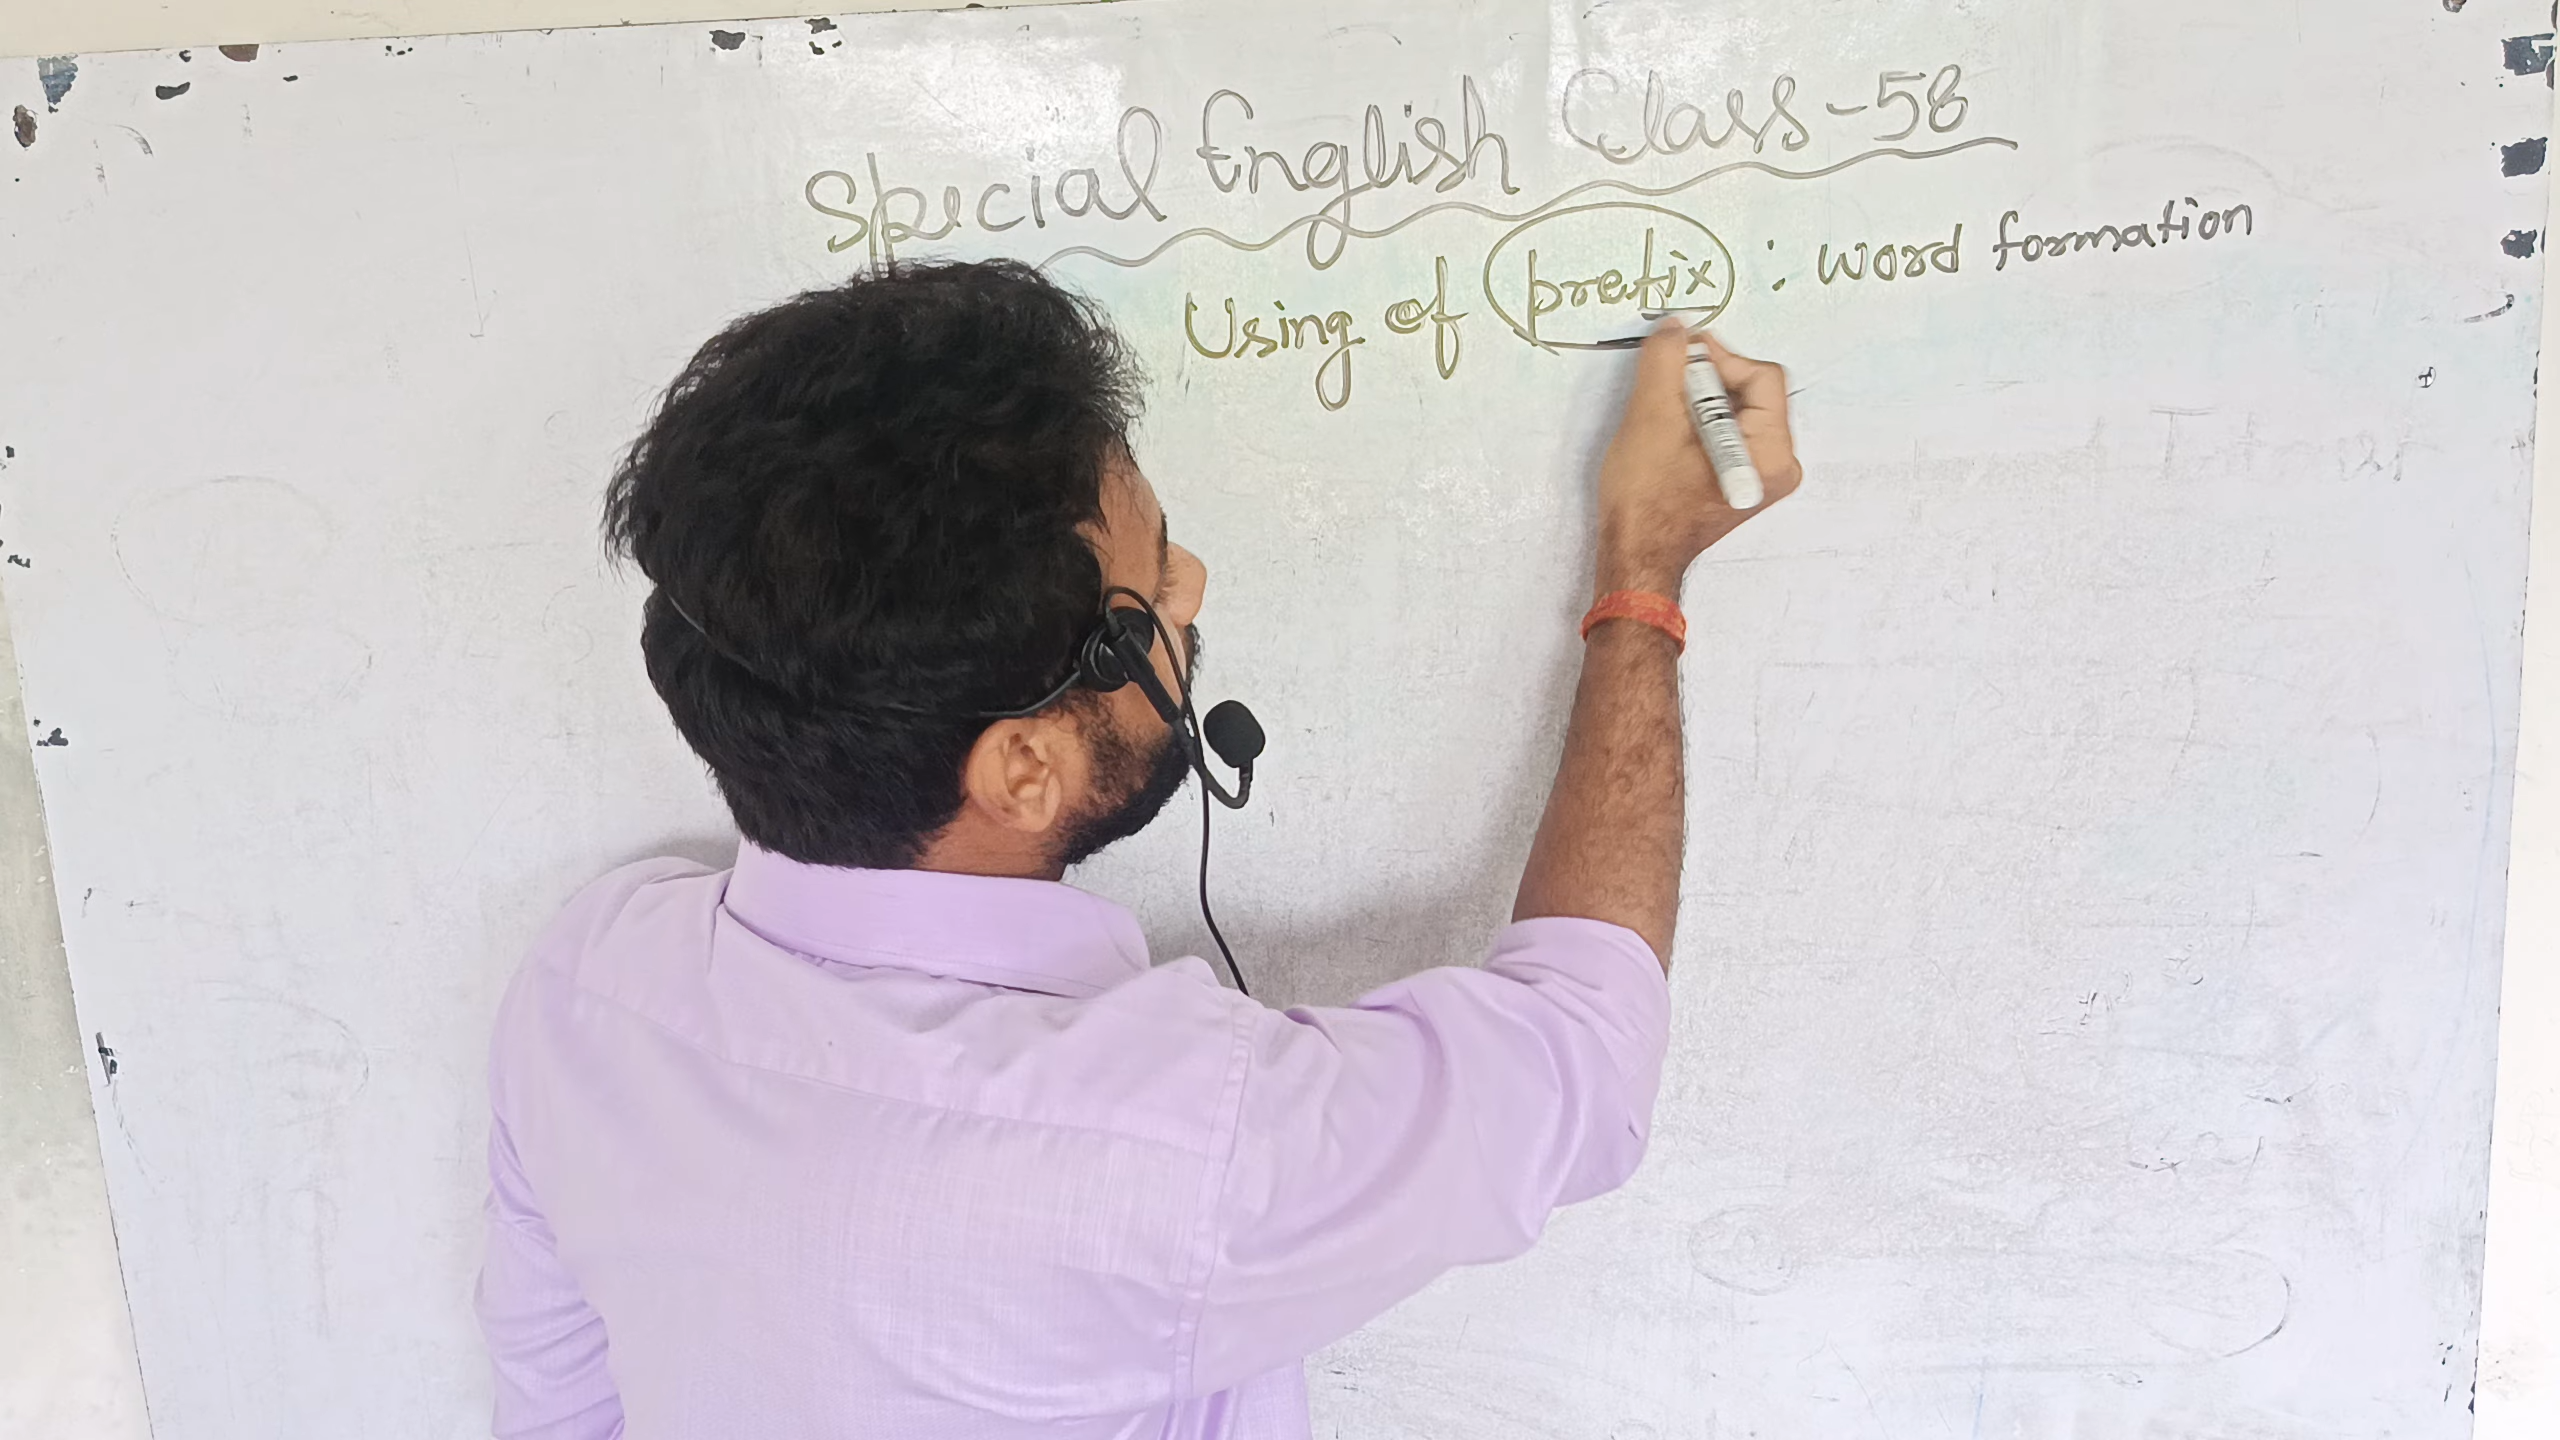 Special English Class-58
Using of prefix : word formation